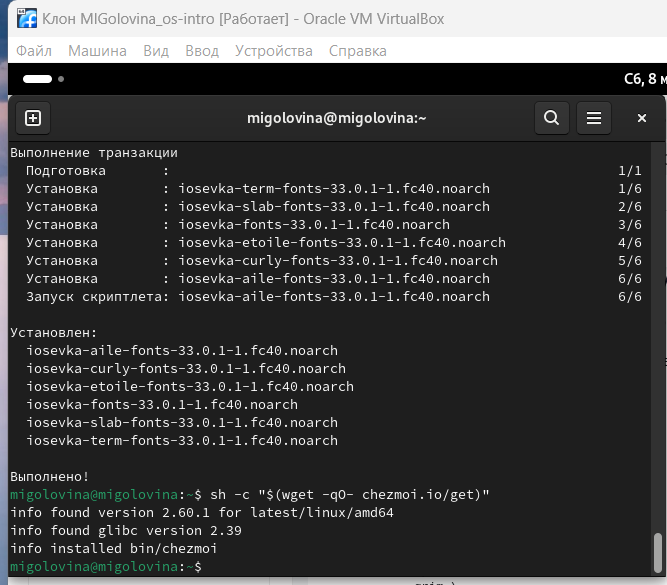 Клон MIGolovina_os-intro [Работает] - Oracle VM VirtualBox
Файл Машина Вид Ввод Устройства Справка
Сб, 8
migolovina@migolovina:~
Выполнение транзакции
Подготовка : 1/1
Установка : iosevka-term-fonts-33.0.1-1.fc40.noarch 1/6
Установка : iosevka-slab-fonts-33.0.1-1.fc40.noarch 2/6
Установка : iosevka-fonts-33.0.1-1.fc40.noarch 3/6
Установка : iosevka-etoile-fonts-33.0.1-1.fc40.noarch 4/6
Установка : iosevka-curly-fonts-33.0.1-1.fc40.noarch 5/6
Установка : iosevka-aile-fonts-33.0.1-1.fc40.noarch 6/6
Запуск скриптлета: iosevka-aile-fonts-33.0.1-1.fc40.noarch 6/6
Установлен:
iosevka-aile-fonts-33.0.1-1.fc40.noarch
iosevka-curly-fonts-33.0.1-1.fc40.noarch
iosevka-etoile-fonts-33.0.1-1.fc40.noarch
iosevka-fonts-33.0.1-1.fc40.noarch
iosevka-slab-fonts-33.0.1-1.fc40.noarch
iosevka-term-fonts-33.0.1-1.fc40.noarch
Выполнено!
migolovina@migolovina:~$ sh -c "$(wget -qO- chezmoi.io/get)"
info found version 2.60.1 for latest/linux/amd64
info found glibc version 2.39
info installed bin/chezmoi
migolovina@migolovina:~$